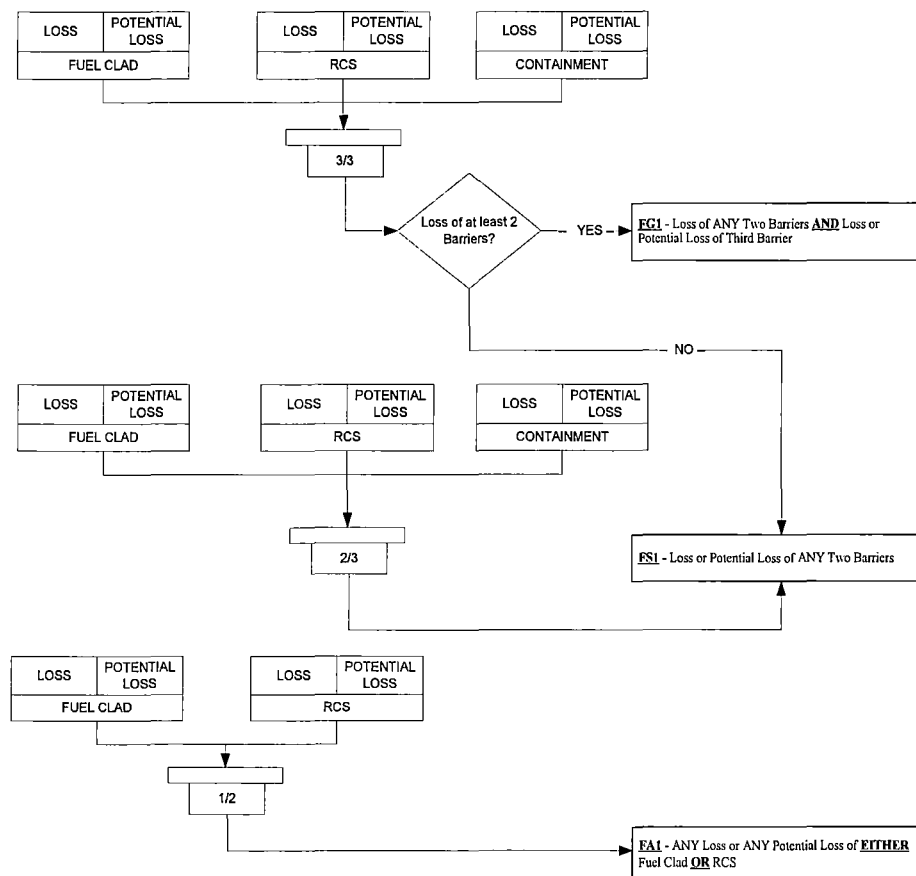 LOSS POTENTIAL LOSS LOSS POTENTIAL LOSS LOSS POTENTIAL LOSS
FUEL CLAD RCS CONTAINMENT
3/3
Loss of at least 2
Barriers?
YES
FG1 - Loss of ANY Two Barriers AND Loss or
Potential Loss of Third Barrier
NO
LOSS POTENTIAL LOSS LOSS POTENTIAL LOSS LOSS POTENTIAL LOSS
FUEL CLAD RCS CONTAINMENT
2/3
FS1 - Loss or Potential Loss of ANY Two Barriers
LOSS POTENTIAL LOSS LOSS POTENTIAL LOSS
FUEL CLAD RCS
1/2
FA1 - ANY Loss or ANY Potential Loss of EITHER
Fuel Clad OR RCS